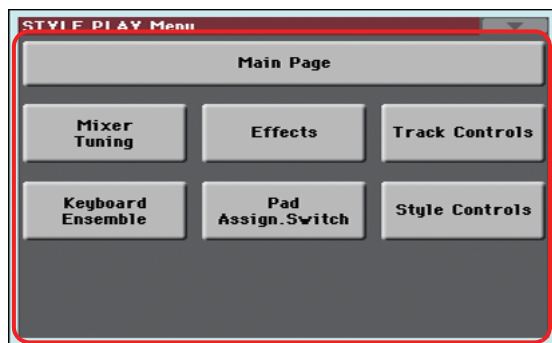 STYLE PLAY Menu
Main Page
Mixer
Tuning
Effects
Track Controls
Keyboard
Ensemble
Pad
Assign.Switch
Style Controls